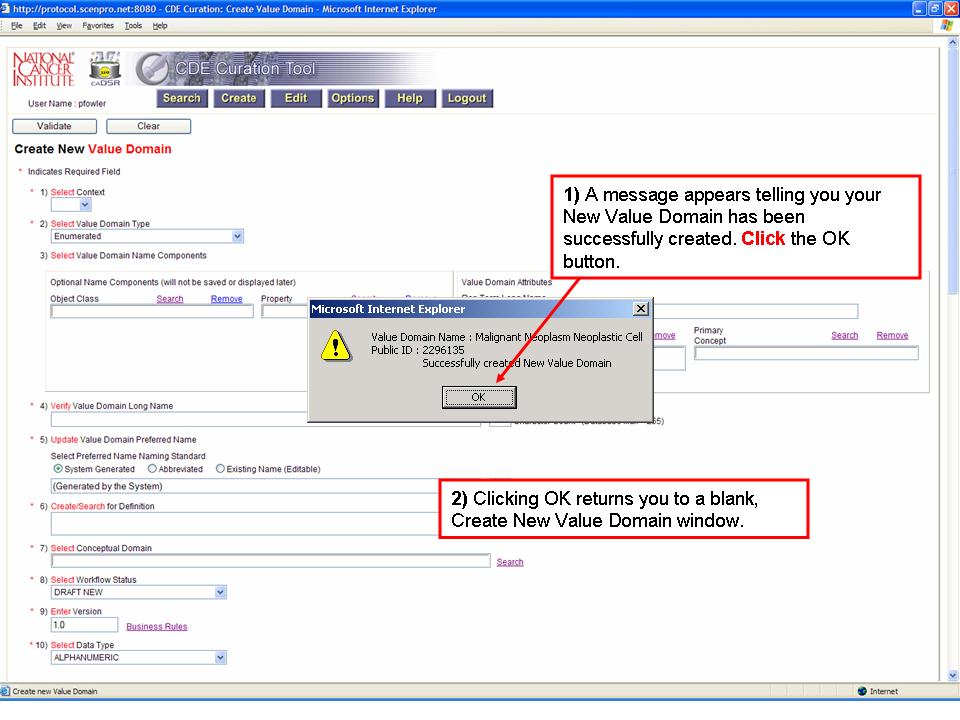 http://protocol.scenpro.net:8080 - CDE Curation: Create Value Domain - Microsoft Internet Explorer
File Edit View Favorites Tools Help
NATIONAL CANCER INSTITUTE
caDSR
CDE Curation Tool
User Name : pfowler
Search Create Edit Options Help Logout
Validate Clear
Create New Value Domain
* Indicates Required Field
* 1) Select Context
* 2) Select Value Domain Type
Enumerated
3) Select Value Domain Name Components
Optional Name Components (will not be saved or displayed later)
Value Domain Attributes
Object Class Search Remove Property
Primary Concept Search Remove
1) A message appears telling you your
New Value Domain has been
successfully created. Click the OK
button.
Microsoft Internet Explorer
Value Domain Name : Malignant Neoplasm Neoplastic Cell
Public ID : 2296135
Successfully created New Value Domain
OK
* 4) Verify Value Domain Long Name
* 5) Update Value Domain Preferred Name
Select Preferred Name Naming Standard
System Generated Abbreviated Existing Name (Editable)
(Generated by the System)
2) Clicking OK returns you to a blank,
Create New Value Domain window.
* 6) Create/Search for Definition
* 7) Select Conceptual Domain
Search
* 8) Select Workflow Status
DRAFT NEW
* 9) Enter Version
1.0 Business Rules
* 10) Select Data Type
ALPHANUMERIC
Create new Value Domain
Internet